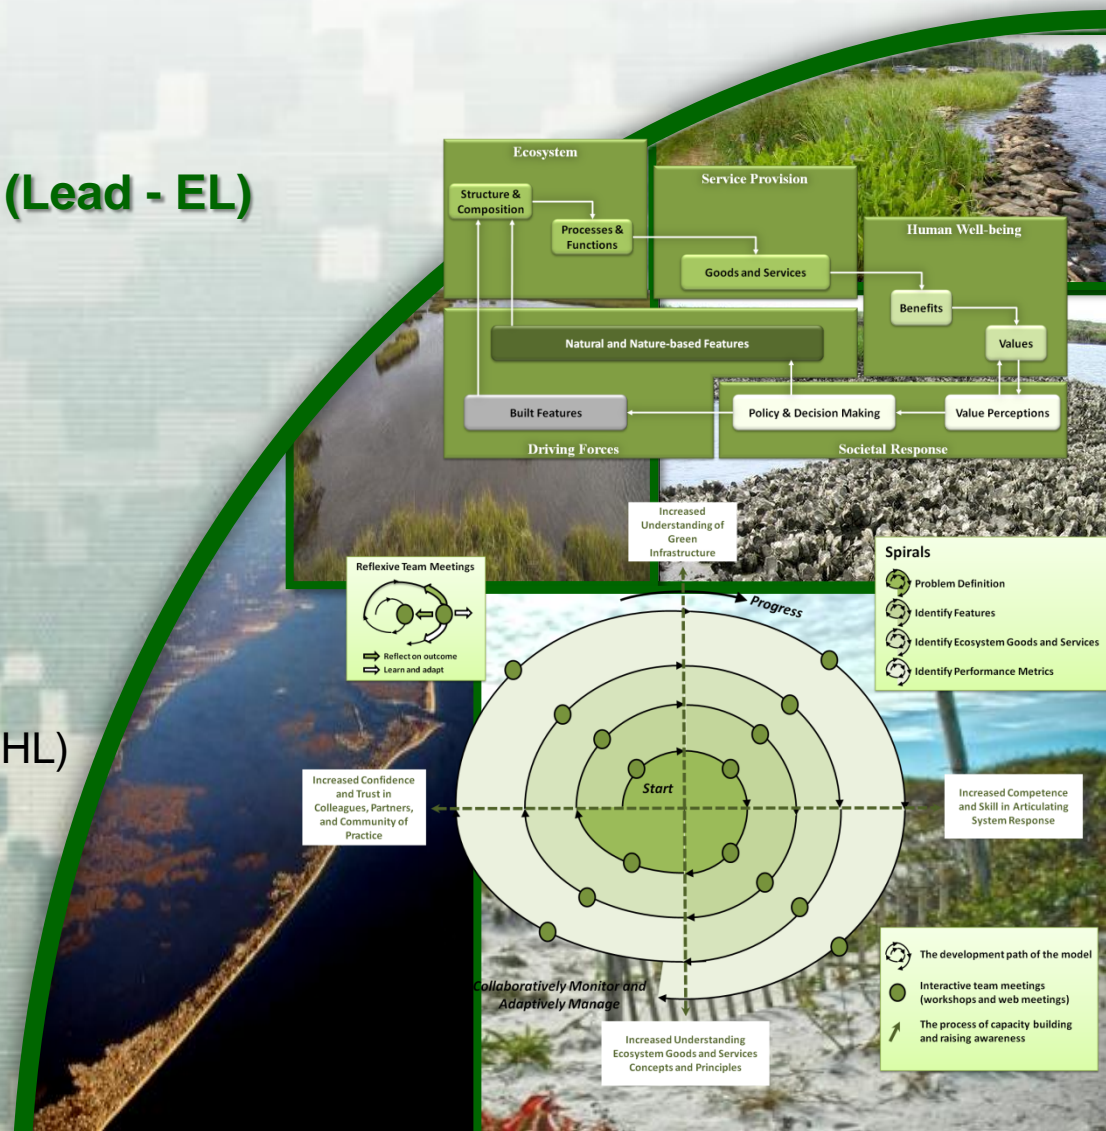 (Lead - EL)
HL)
Ecosystem
Structure &
Composition
Processes &
Functions
Service Provision
Goods and Services
Human Well-being
Benefits
Values
Natural and Nature-based Features
Built Features
Driving Forces
Policy & Decision Making
Value Perceptions
Societal Response
Increased
Understanding of
Green
Infrastructure
Reflexive Team Meetings
Reflect on outcome
Learn and adapt
Progress
Spirals
Problem Definition
Identify Features
Identify Ecosystem Goods and Services
Identify Performance Metrics
Start
Increased Confidence
and Trust in
Colleagues, Partners,
and Community of
Practice
Increased Competence
and Skill in Articulating
System Response
Collaboratively Monitor and
Adaptively Manage
Increased Understanding
Ecosystem Goods and Services
Concepts and Principles
The development path of the model
Interactive team meetings
(workshops and web meetings)
The process of capacity building
and raising awareness